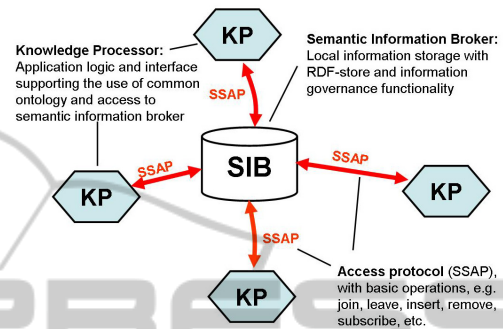 KP
Knowledge Processor:
Application logic and interface
supporting the use of common
ontology and access to
semantic information broker
Semantic Information Broker:
Local information storage with
RDF-store and information
governance functionality
SSAP
SIB
SSAP
SSAP
KP
KP
SSAP
KP
Access protocol (SSAP),
with basic operations, e.g.
join, leave, insert, remove,
subscribe, etc.